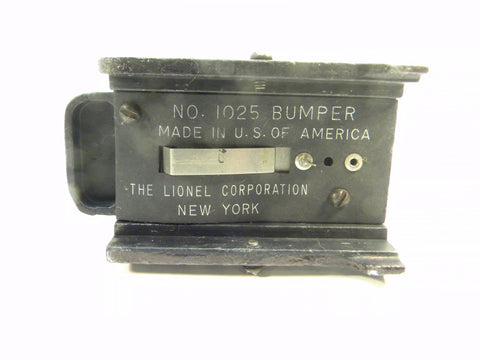 NO. 1025 BUMPER
MADE IN U.S. OF AMERICA
THE LIONEL CORPORATION
NEW YORK